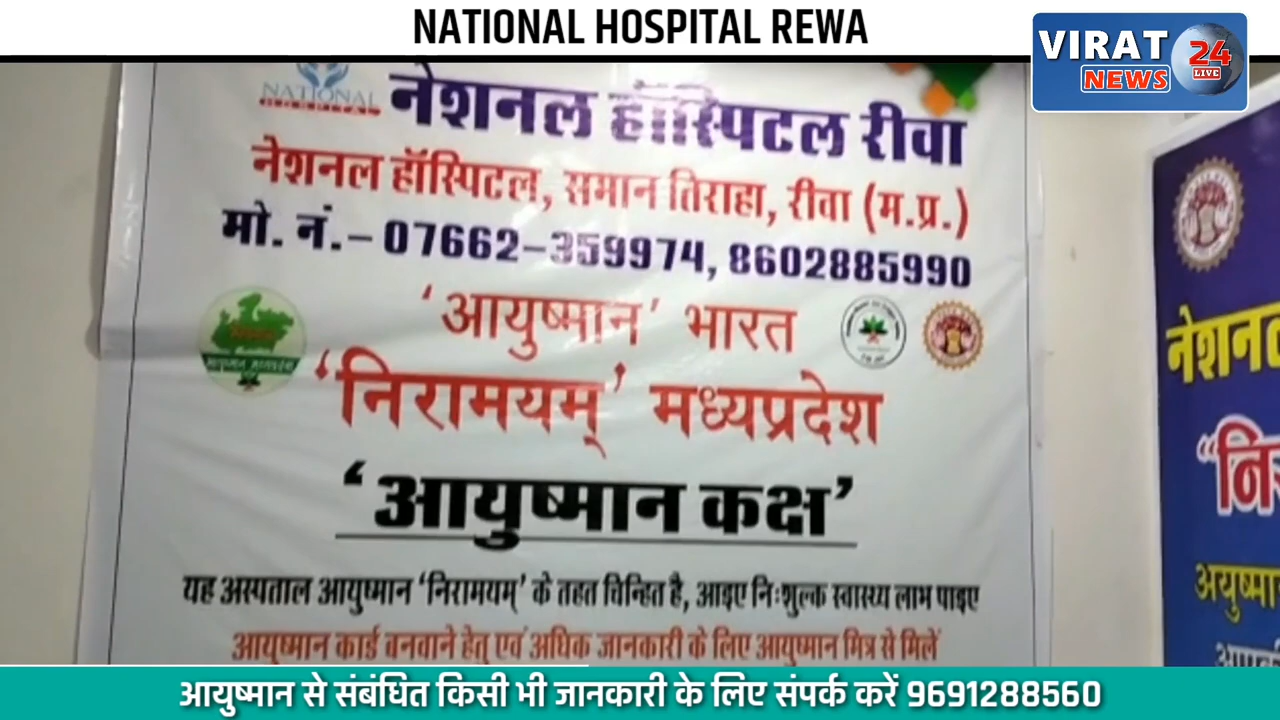 NATIONAL HOSPITAL REWA
VIRAT 24
NEWS LIVE
NATIONAL
HOSPITAL
नेशनल हॉस्पिटल रीवा
नेशनल हॉस्पिटल, समान तिराहा, रीवा (म.प्र.)
मो. नं.– 07662–359974, 8602885990
‘आयुष्मान’ भारत
‘निरामयम्’ मध्यप्रदेश
‘आयुष्मान कक्ष’
यह अस्पताल आयुष्मान ‘निरामयम्’ के तहत चिन्हित है, आइए निःशुल्क स्वास्थ्य लाभ पाइए
आयुष्मान कार्ड बनवाने हेतु एवं अधिक जानकारी के लिए आयुष्मान मित्र से मिलें
आयुष्मान से संबंधित किसी भी जानकारी के लिए संपर्क करें 9691288560